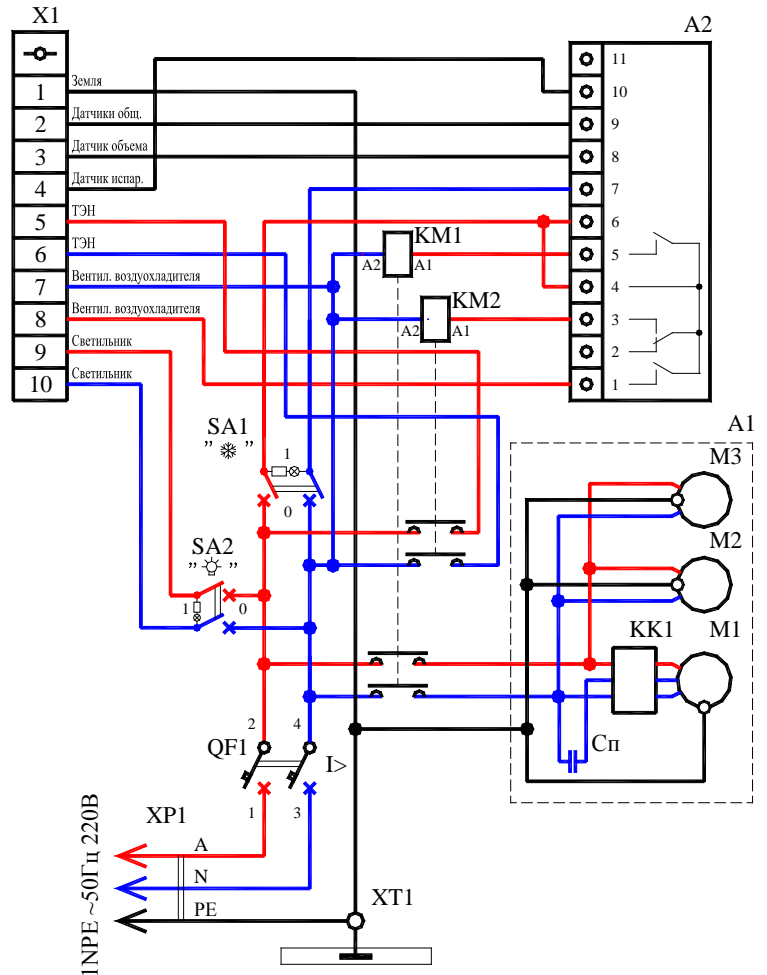 X1
A2
1
Земля
2
Датчики общ.
3
Датчик объема
4
Датчик испар.
5
ТЭН
6
ТЭН
7
Вентил. воздухоохладителя
8
Вентил. воздухоохладителя
9
Светильник
10
Светильник
11
10
9
8
7
6
5
4
3
2
1
KM1
A2
A1
KM2
A2
A1
SA1
" "
1
0
SA2
" "
1
0
A1
M3
M2
KK1
M1
Сп
2
4
QF1
I>
1
3
XP1
A
N
PE
1NPE ~50Гц 220В
XT1